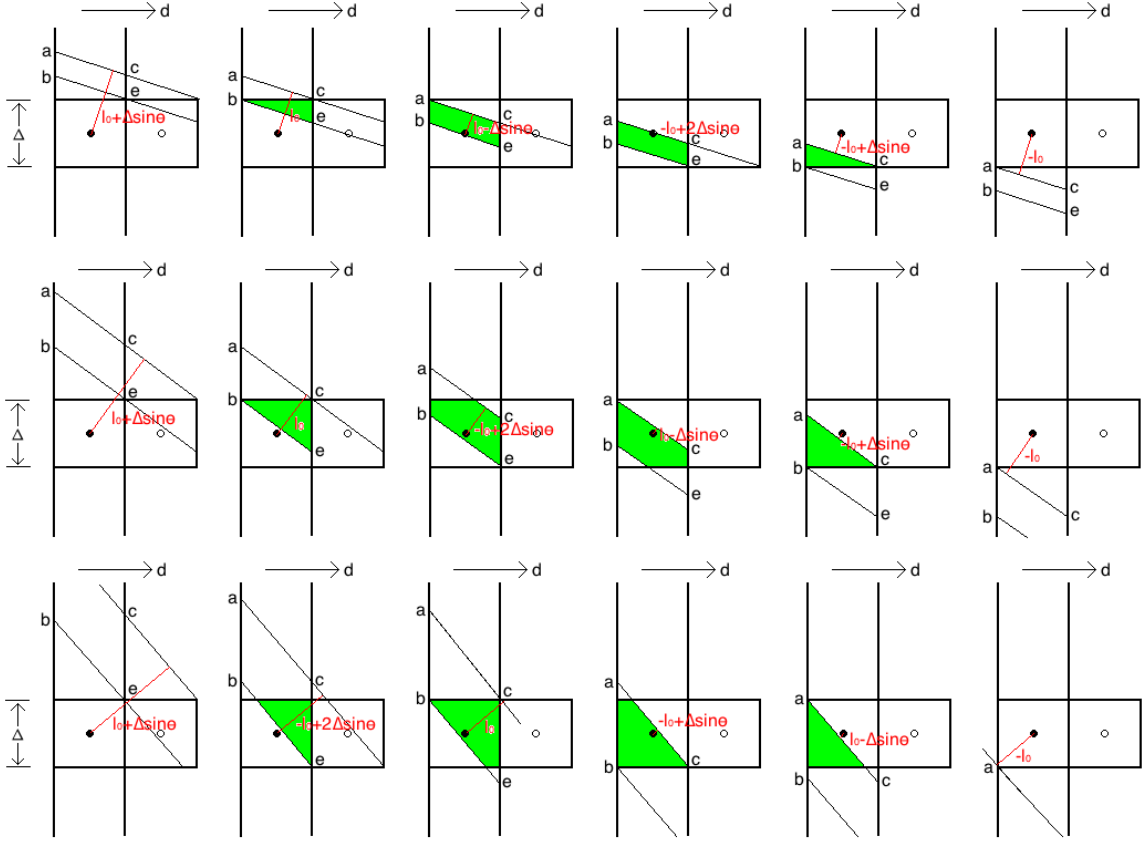 d d d d d d
a b c e l₀+Δsinθ Δ
a b c e l₀
a b c e l₀-Δsinθ
a b c e -l₀+2Δsinθ
a b c e -l₀+Δsinθ
a b c e -l₀
d d d d d d
a b c e l₀+Δsinθ Δ
a b c e l₀
a b c e -l₀+2Δsinθ
a b c e l₀-Δsinθ
a b c e -l₀+Δsinθ
a b c -l₀
d d d d d d
b c e l₀+Δsinθ Δ
a b c e -l₀+2Δsinθ
a b c e l₀
a b c -l₀+Δsinθ
a b c l₀-Δsinθ
a -l₀